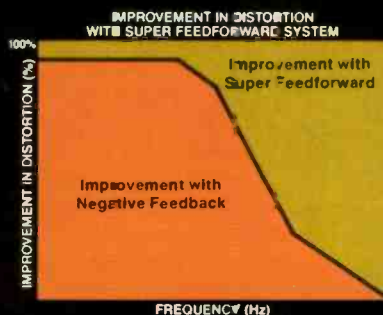 IMPROVEMENT IN DISTORTION
WITH SUPER FEEDFORWARD SYSTEM
100%
IMPROVEMENT IN DISTORTION (%)
Improvement with
Super Feedforward
Improvement with
Negative Feedback
FREQUENCY (Hz)